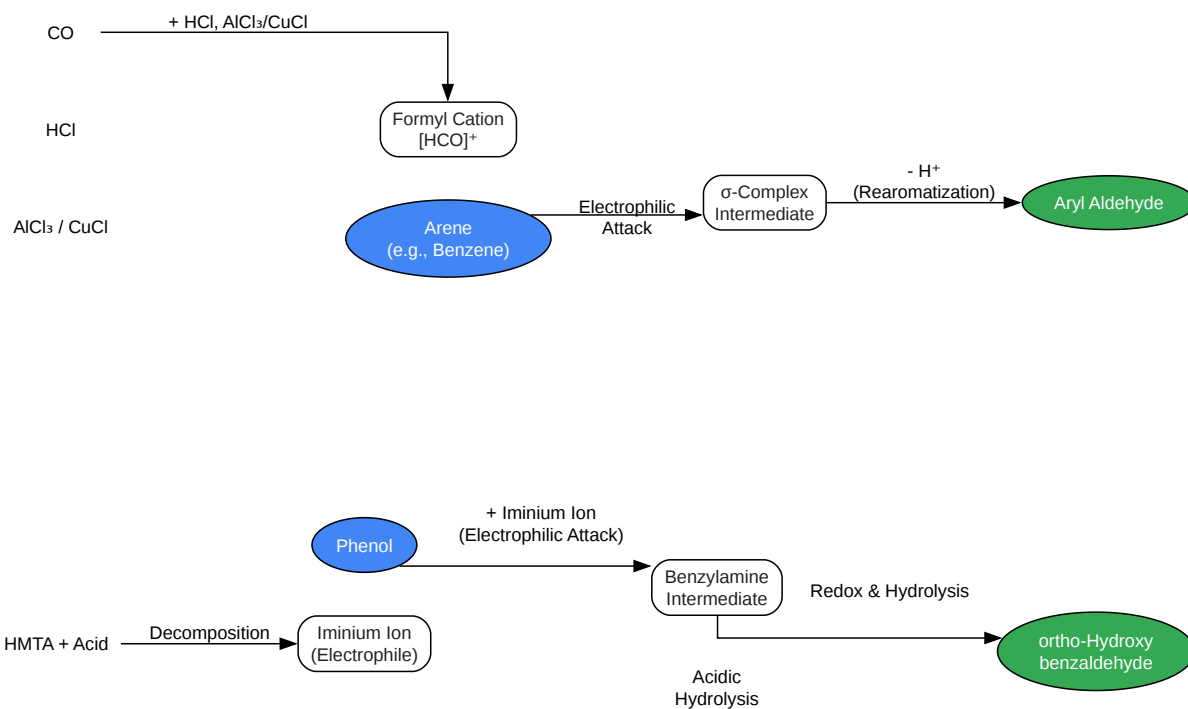 CO
+ HCl, AlCl₃/CuCl
HCl
Formyl Cation
[HCO]⁺
AlCl₃ / CuCl
Arene
(e.g., Benzene)
Electrophilic
Attack
σ-Complex
Intermediate
- H⁺
(Rearomatization)
Aryl Aldehyde
Phenol
+ Iminium Ion
(Electrophilic Attack)
Benzylamine
Intermediate
Redox & Hydrolysis
HMTA + Acid
Decomposition
Iminium Ion
(Electrophile)
Acidic
Hydrolysis
ortho-Hydroxy
benzaldehyde